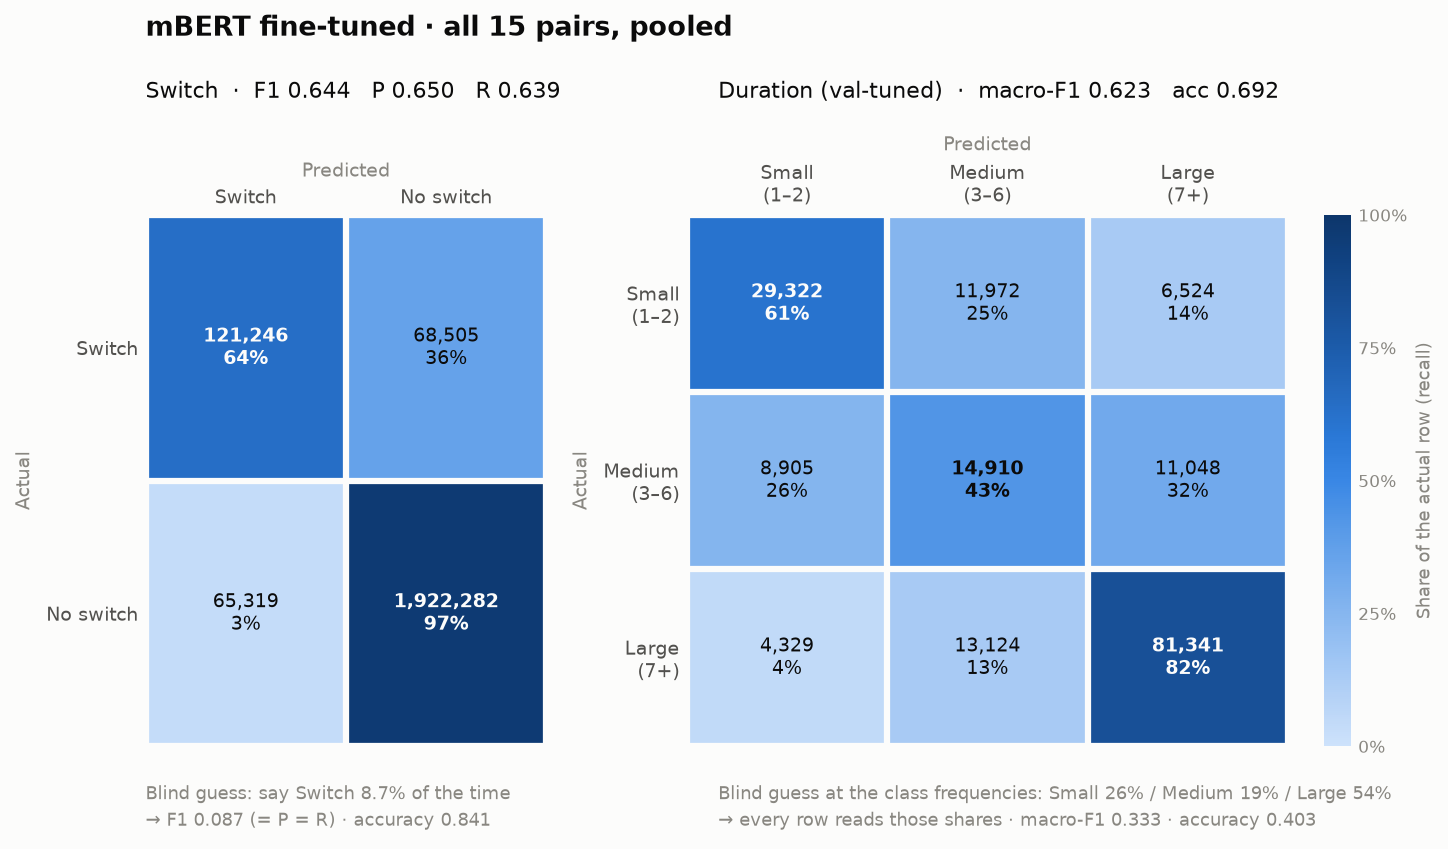 mBERT fine-tuned · all 15 pairs, pooled
Switch · F1 0.644 P 0.650 R 0.639
Predicted
Switch No switch
Actual
Switch
121,246
64%
68,505
36%
No switch
65,319
3%
1,922,282
97%
Blind guess: say Switch 8.7% of the time
→ F1 0.087 (= P = R) · accuracy 0.841
Duration (val-tuned) · macro-F1 0.623 acc 0.692
Predicted
Small
(1–2)
Medium
(3–6)
Large
(7+)
Actual
Small
(1–2)
29,322
61%
11,972
25%
6,524
14%
Medium
(3–6)
8,905
26%
14,910
43%
11,048
32%
Large
(7+)
4,329
4%
13,124
13%
81,341
82%
100%
75%
50%
25%
0%
Share of the actual row (recall)
Blind guess at the class frequencies: Small 26% / Medium 19% / Large 54%
→ every row reads those shares · macro-F1 0.333 · accuracy 0.403